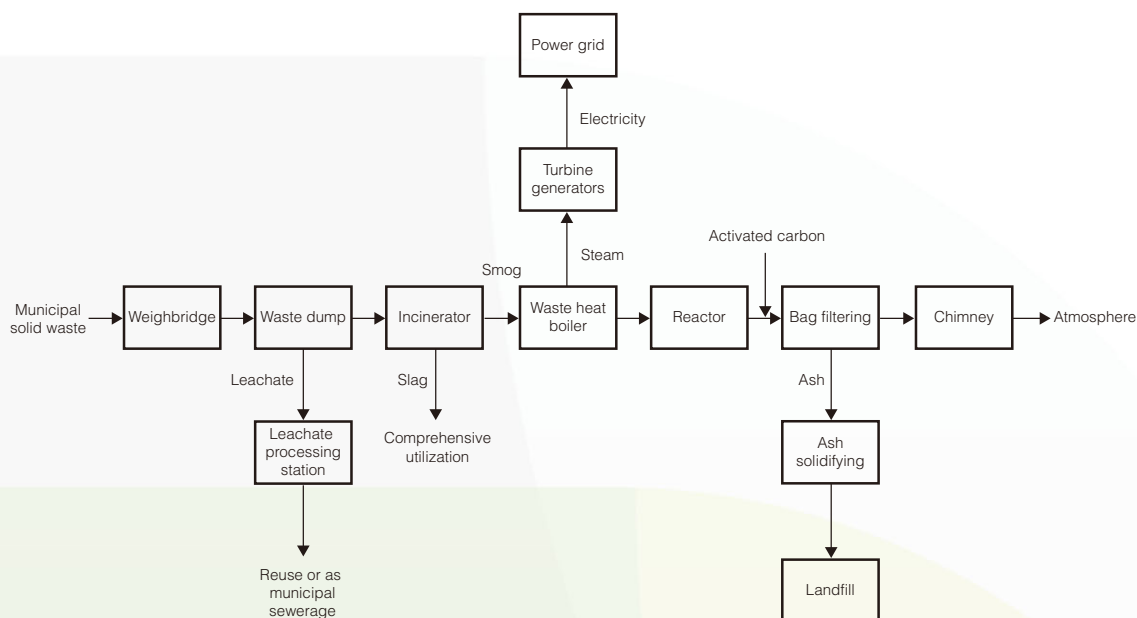 Power grid
Electricity
Turbine
generators
Activated carbon
Steam
Smog
Municipal
solid waste
Weighbridge
Waste dump
Incinerator
Waste heat
boiler
Reactor
Bag filtering
Chimney
Atmosphere
Leachate
Slag
Ash
Leachate
processing
station
Comprehensive
utilization
Ash
solidifying
Reuse or as
municipal
sewerage
Landfill